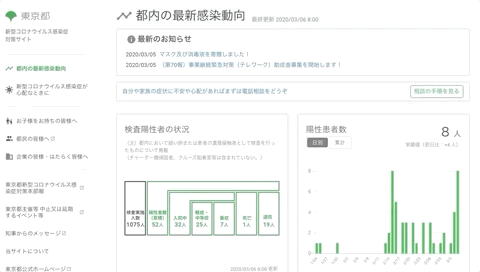 東京都
新型コロナウイルス感染症
対策サイト
都内の最新感染動向
新型コロナウイルス感染症が
心配なときに
お子様をお持ちの皆様へ
都民の皆様へ
企業の皆様・はたらく皆様へ
東京都新型コロナウイルス感
染症対策本部報
東京都主催等 中止又は延期
するイベント等
知事からのメッセージ
当サイトについて
東京都公式ホームページ
都内の最新感染動向
最終更新 2020/03/06 8:00
最新のお知らせ
2020/03/05 マスク及び消毒液を寄贈しました！
2020/03/05 （第70報）事業継続緊急対策（テレワーク）助成金募集を開始します！
自分や家族の症状に不安や心配があればまずは電話相談をどうぞ
相談の手順を見る
検査陽性者の状況
（注）都内において疑い例または患者の濃厚接触者として検査を行っ
たものについて掲載
（チャーター機帰国者、クルーズ船乗客等は含まれていない）
検査実施
人数
1075人
陽性者数
（累積）
52人
入院中
32人
軽症・
中等症
25人
重症
7人
死亡
1人
退院
19人
2020/03/06 更新
陽性患者数
8 人
日別
累計
8
6
4
2
0